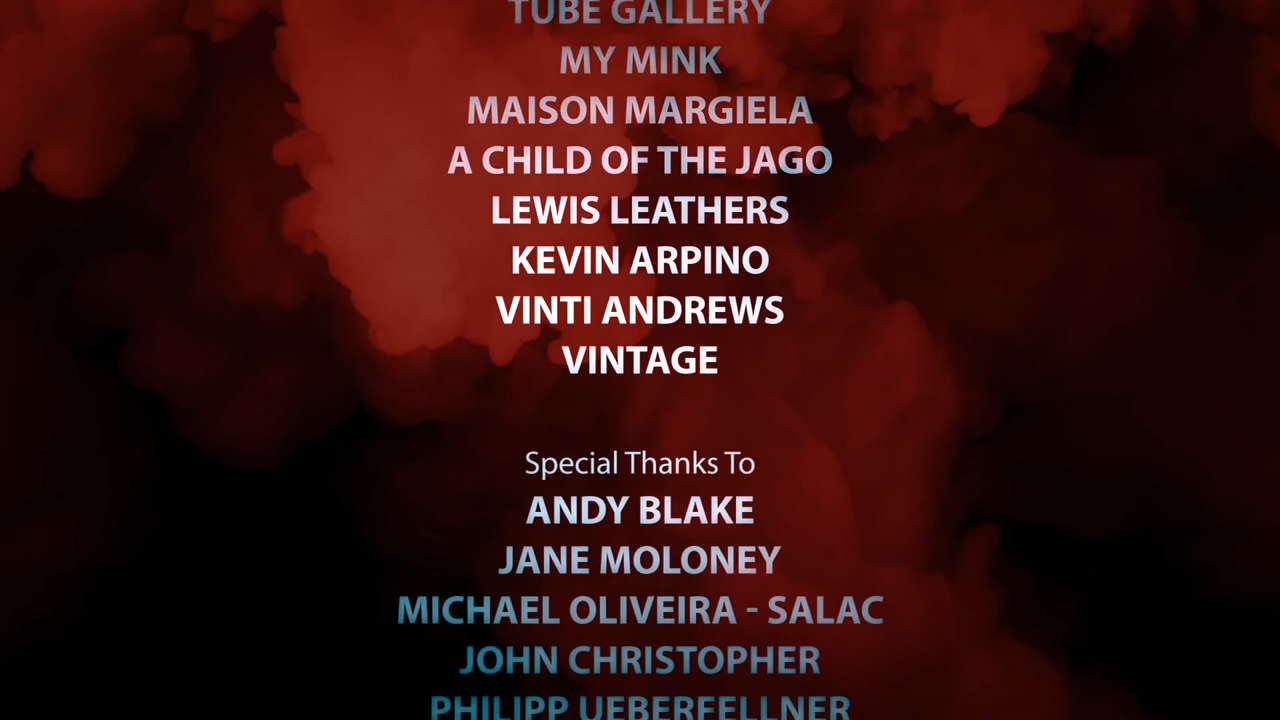 TUBE GALLERY
MY MINK
MAISON MARGIELA
A CHILD OF THE JAGO
LEWIS LEATHERS
KEVIN ARPINO
VINTI ANDREWS
VINTAGE
Special Thanks To
ANDY BLAKE
JANE MOLONEY
MICHAEL OLIVEIRA - SALAC
JOHN CHRISTOPHER
PHILIPP UEBERFELLNER